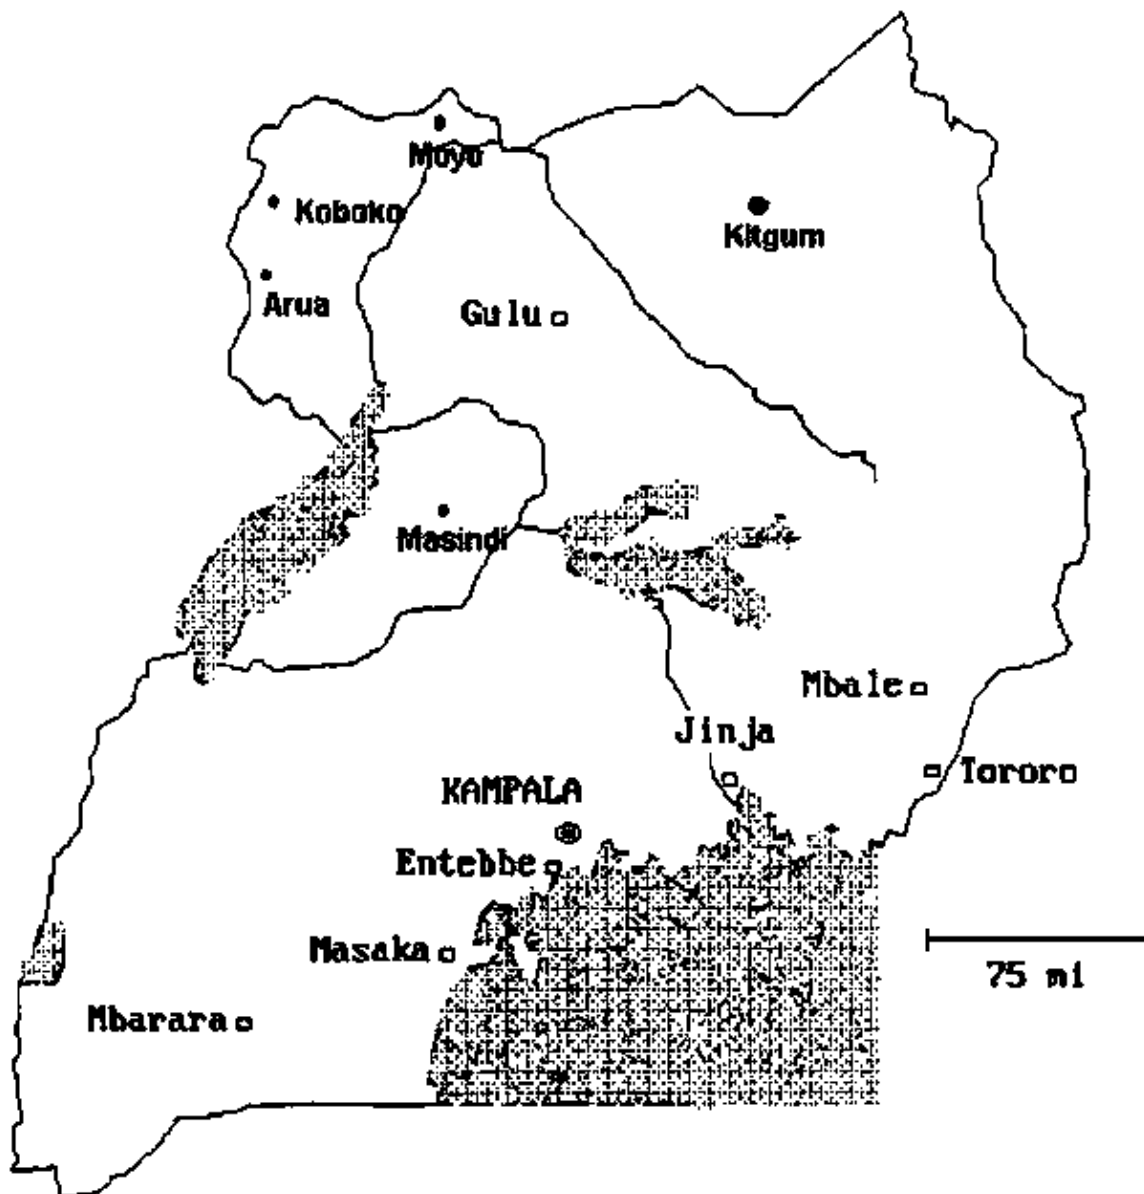 Moyo
Koboko
Kitgum
Arua
Gulu
Masindi
Mbale
Jinja
Tororo
KAMPALA
Entebbe
Masaka
75 mi
Mbarara